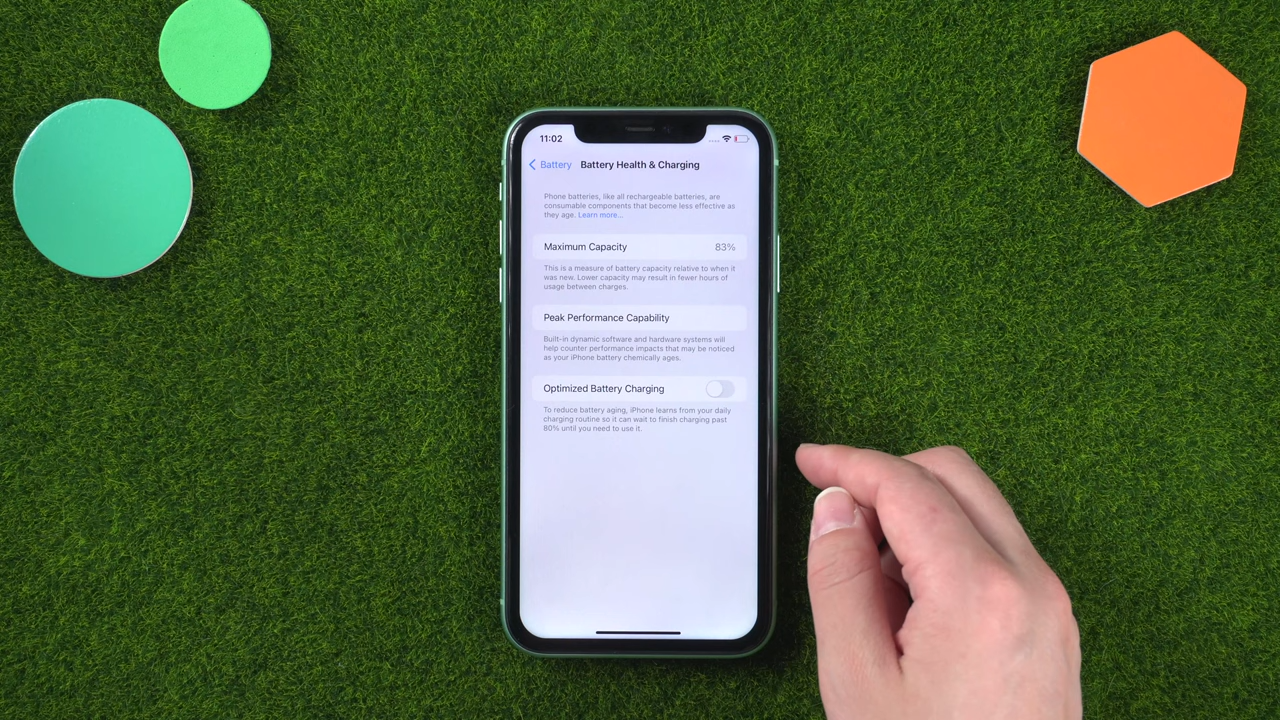 11:02
Battery
Battery Health & Charging
Phone batteries, like all rechargeable batteries, are
consumable components that become less effective as
they age. Learn more...
Maximum Capacity 83%
This is a measure of battery capacity relative to when it
was new. Lower capacity may result in fewer hours of
usage between charges.
Peak Performance Capability
Built-in dynamic software and hardware systems will
help counter performance impacts that may be noticed
as your iPhone battery chemically ages.
Optimized Battery Charging
To reduce battery aging, iPhone learns from your daily
charging routine so it can wait to finish charging past
80% until you need to use it.